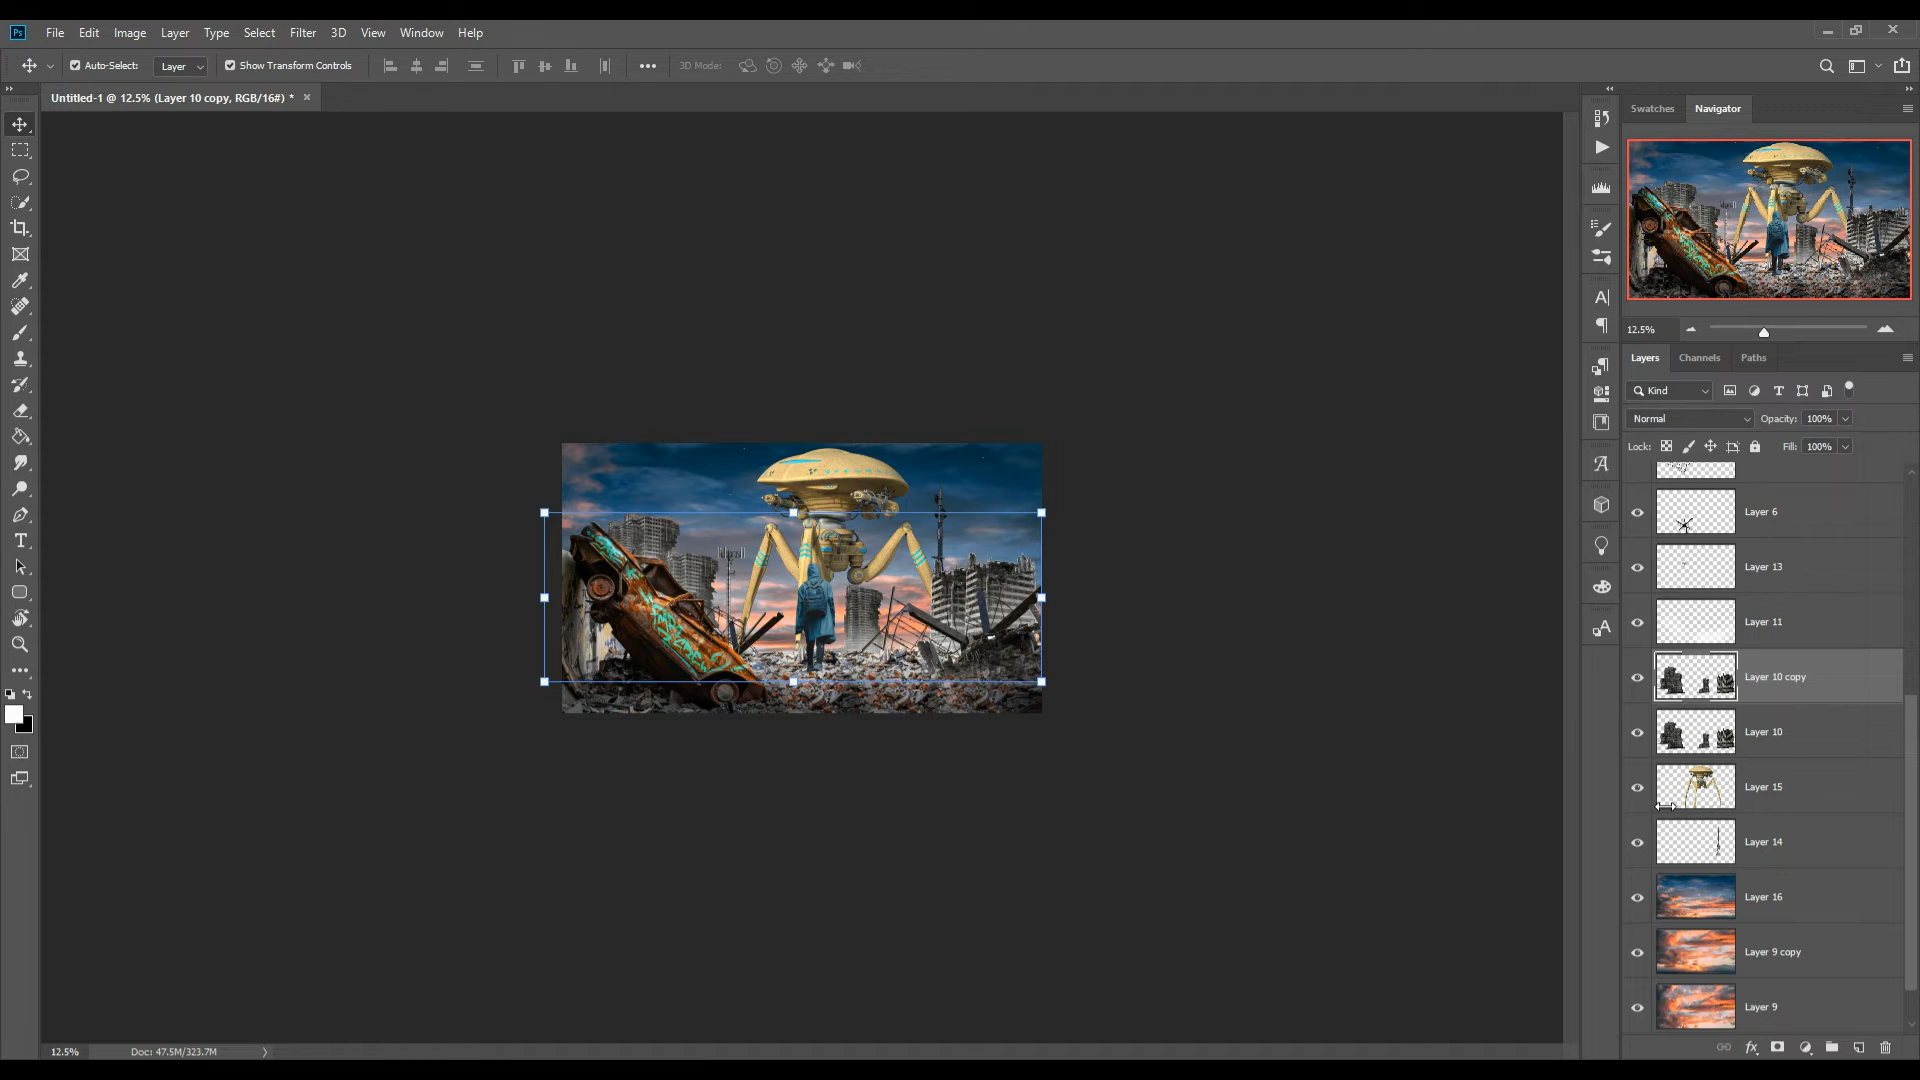 Ps File Edit Image Layer Type Select Filter 3D View Window Help
Auto-Select: Layer Show Transform Controls 3D Mode:
Untitled-1 @ 12.5% (Layer 10 copy, RGB/16#) *
Swatches Navigator
12.5%
Layers Channels Paths
Kind
Normal Opacity: 100%
Lock: Fill: 100%
Layer 6
Layer 13
Layer 11
Layer 10 copy
Layer 10
Layer 15
Layer 14
Layer 16
Layer 9 copy
Layer 9
12.5% Doc: 47.5M/323.7M